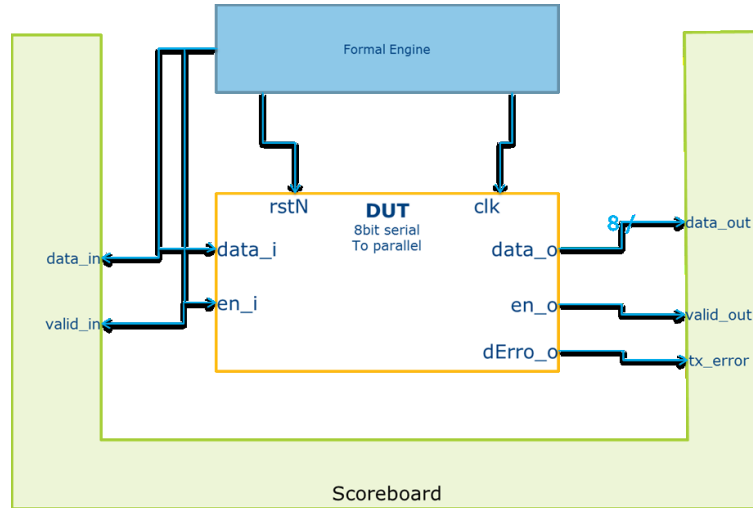 Formal Engine
rstN
DUT
clk
8bit serial
To parallel
data_in
data_i
data_o
8/
data_out
valid_in
en_i
en_o
valid_out
dErro_o
tx_error
Scoreboard